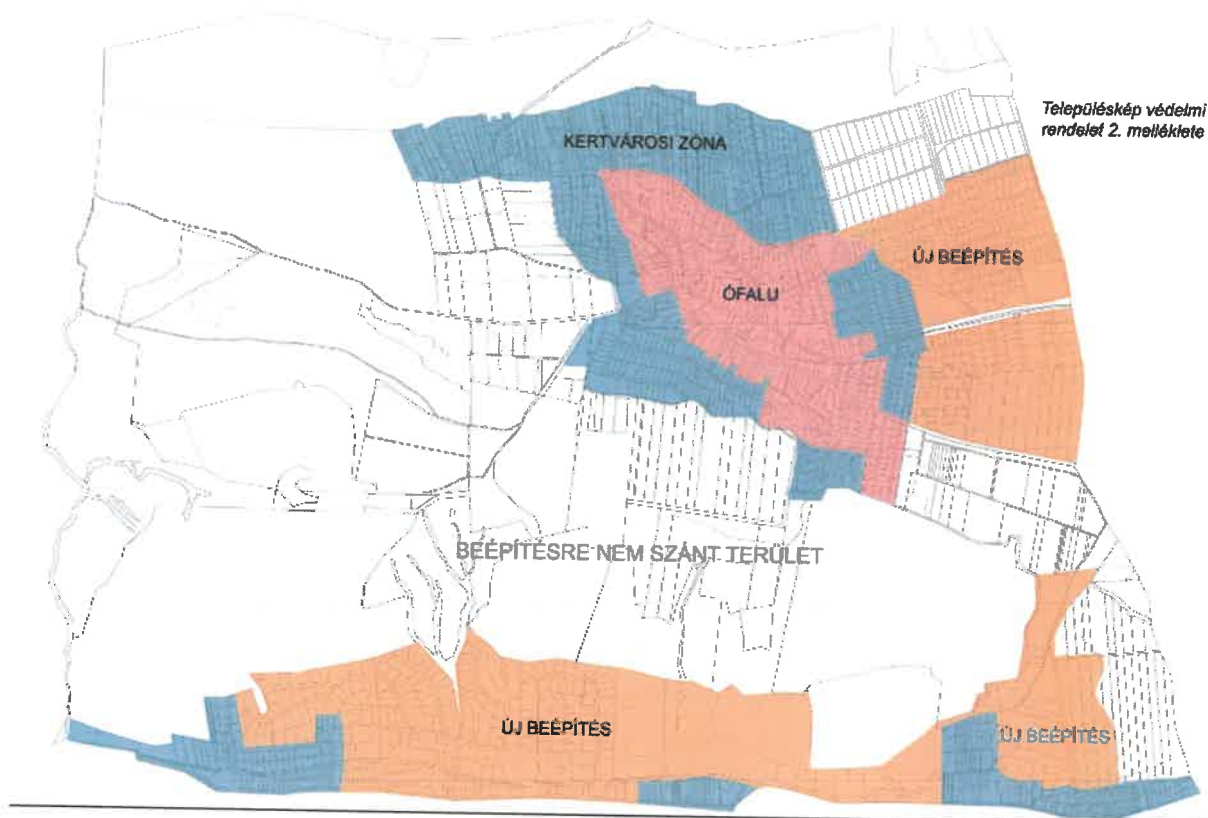 Településkép védelmi
rendelet 2. melléklete
KERTVÁROSI ZÓNA
ÚJ BEÉPÍTÉS
ÓFALU
BEÉPÍTÉSRE NEM SZÁNT TERÜLET
ÚJ BEÉPÍTÉS
ÚJ BEÉPÍTÉS